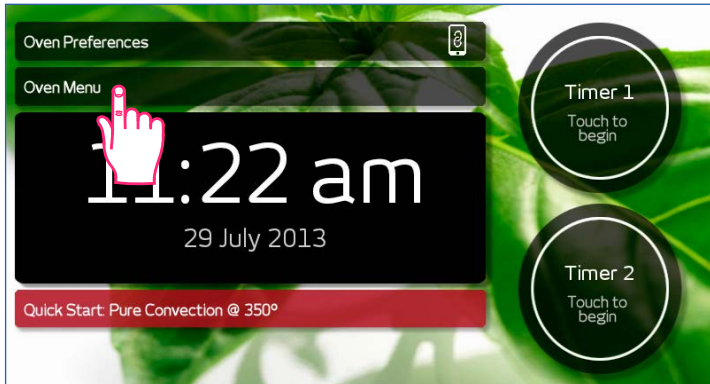 Oven Preferences
Oven Menu
11:22 am
29 July 2013
Quick Start: Pure Convection @ 350°
Timer 1
Touch to
begin
Timer 2
Touch to
begin